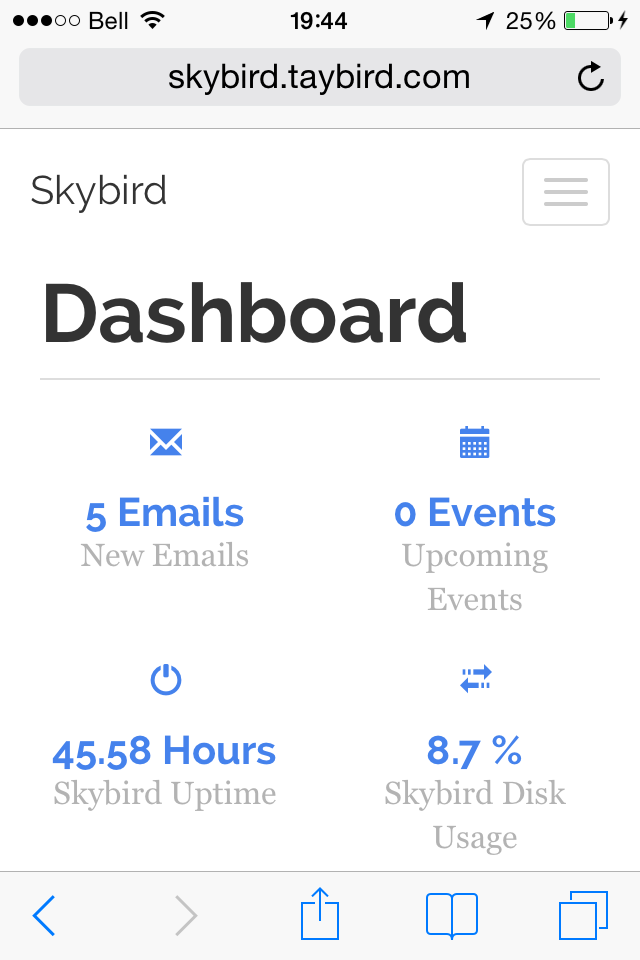 Bell 19:44 25%
skybird.taybird.com
Skybird
Dashboard
5 Emails
New Emails
0 Events
Upcoming
Events
45.58 Hours
Skybird Uptime
8.7 %
Skybird Disk
Usage